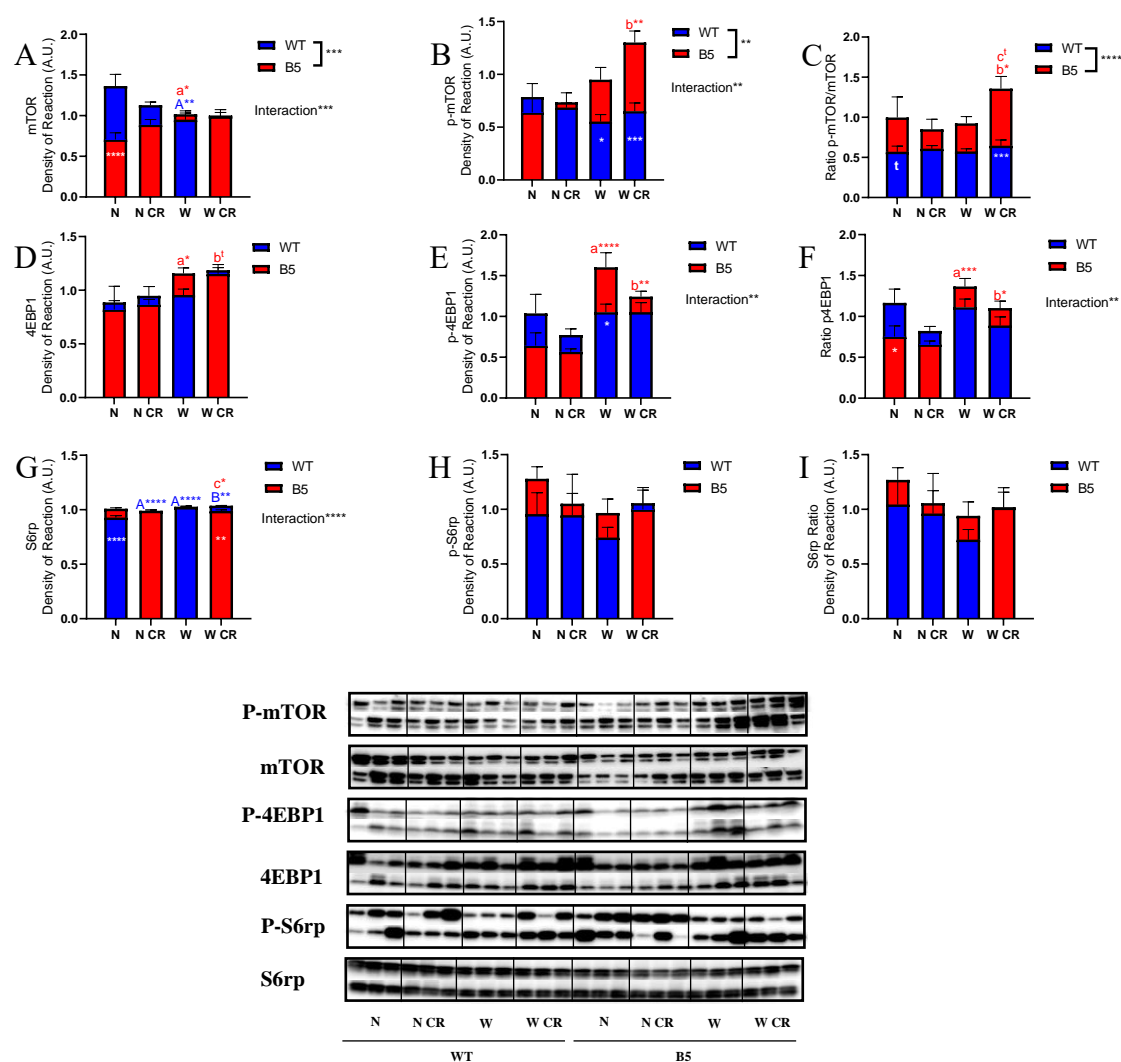 A
mTOR
Density of Reaction (A.U.)
2.0
1.5
1.0
0.5
0.0
a*
A**
****
N
N CR
W
W CR
WT
B5
***
Interaction***
B
p-mTOR
Density of Reaction (A.U.)
1.5
1.0
0.5
0.0
b**
*
***
N
N CR
W
W CR
WT
B5
**
Interaction**
C
Ratio p-mTOR/mTOR
2.0
1.5
1.0
0.5
0.0
cᵗ
b*
t
***
N
N CR
W
W CR
WT
B5
****
D
4EBP1
Density of Reaction (A.U.)
1.5
1.0
0.5
0.0
a*
bᵗ
N
N CR
W
W CR
WT
B5
E
p-4EBP1
Density of Reaction (A.U.)
2.0
1.5
1.0
0.5
0.0
a****
b**
*
N
N CR
W
W CR
WT
B5
Interaction**
F
Ratio p4EBP1
2.0
1.5
1.0
0.5
0.0
a***
b*
*
N
N CR
W
W CR
WT
B5
Interaction**
G
S6rp
Density of Reaction (A.U.)
1.5
1.0
0.5
0.0
A****
A****
c*
B**
****
**
N
N CR
W
W CR
WT
B5
Interaction****
H
p-S6rp
Density of Reaction (A.U.)
1.5
1.0
0.5
0.0
N
N CR
W
W CR
WT
B5
I
S6rp Ratio
Density of Reaction (A.U.)
1.5
1.0
0.5
0.0
N
N CR
W
W CR
WT
B5
P-mTOR
mTOR
P-4EBP1
4EBP1
P-S6rp
S6rp
N N CR W W CR N N CR W W CR
WT B5